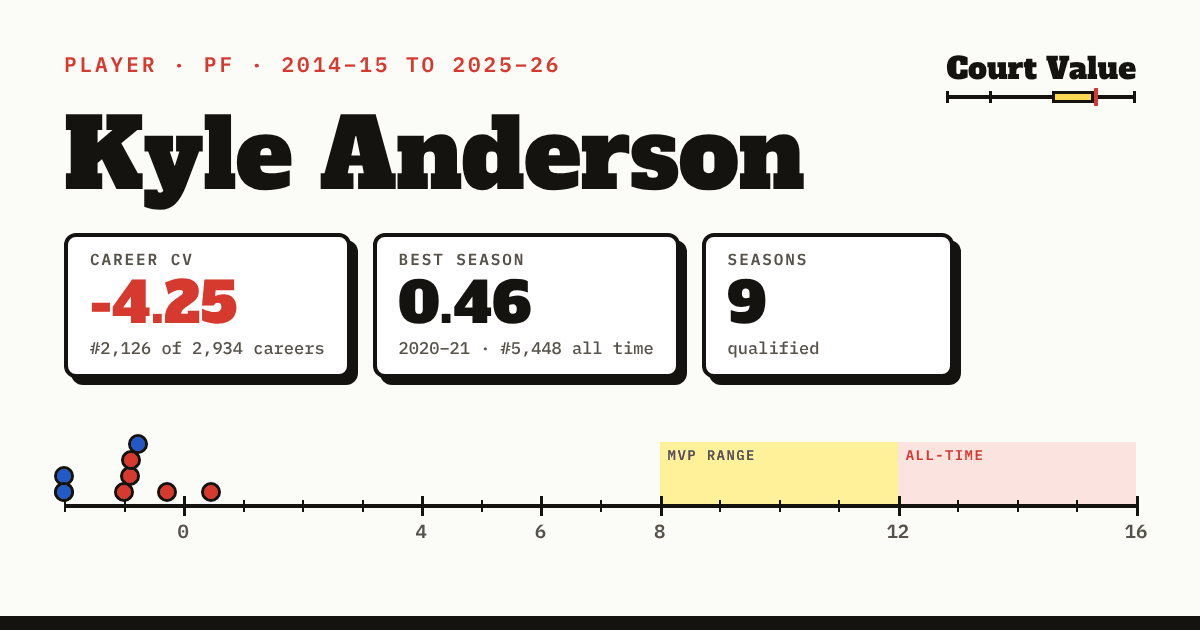 PLAYER · PF · 2014–15 TO 2025–26
Court Value
Kyle Anderson
CAREER CV
-4.25
#2,126 of 2,934 careers
BEST SEASON
0.46
2020–21 · #5,448 all time
SEASONS
9
qualified
MVP RANGE
ALL-TIME
0 4 6 8 12 16